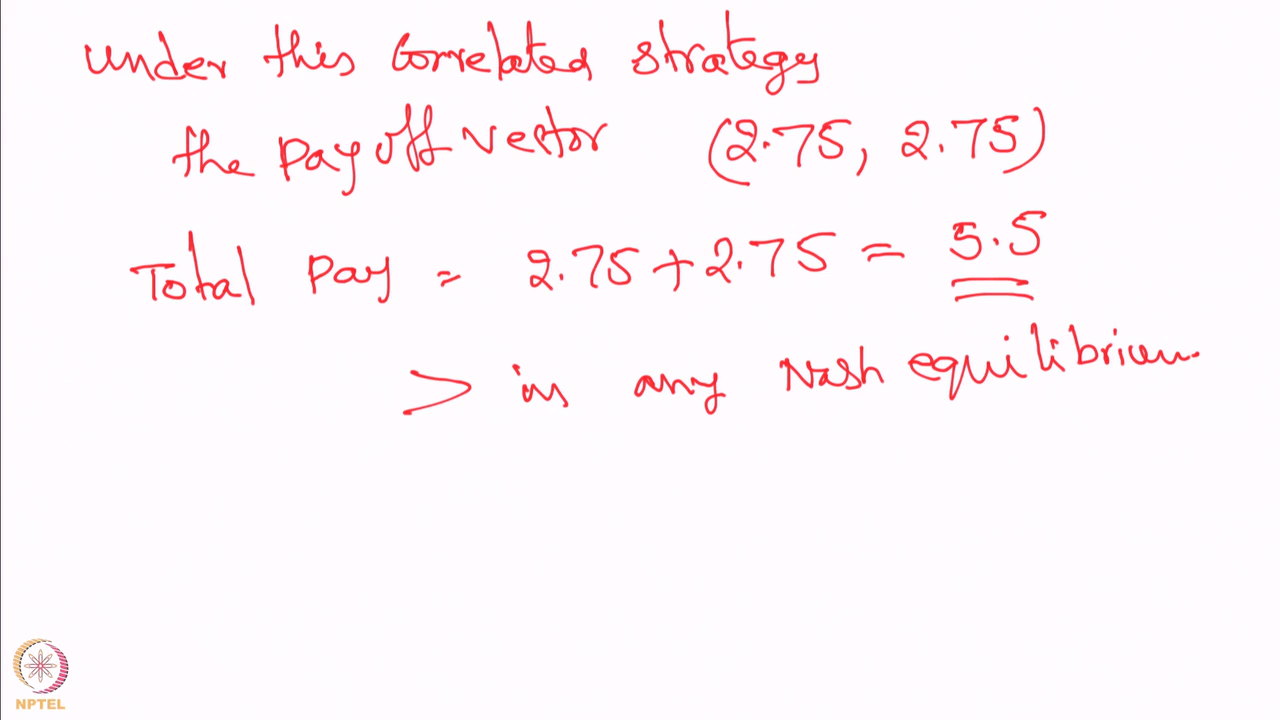 under this Correlated strategy
the pay off vector (2.75, 2.75)
Total pay = 2.75 + 2.75 = 5.5
> in any Nash equilibrium.
NPTEL